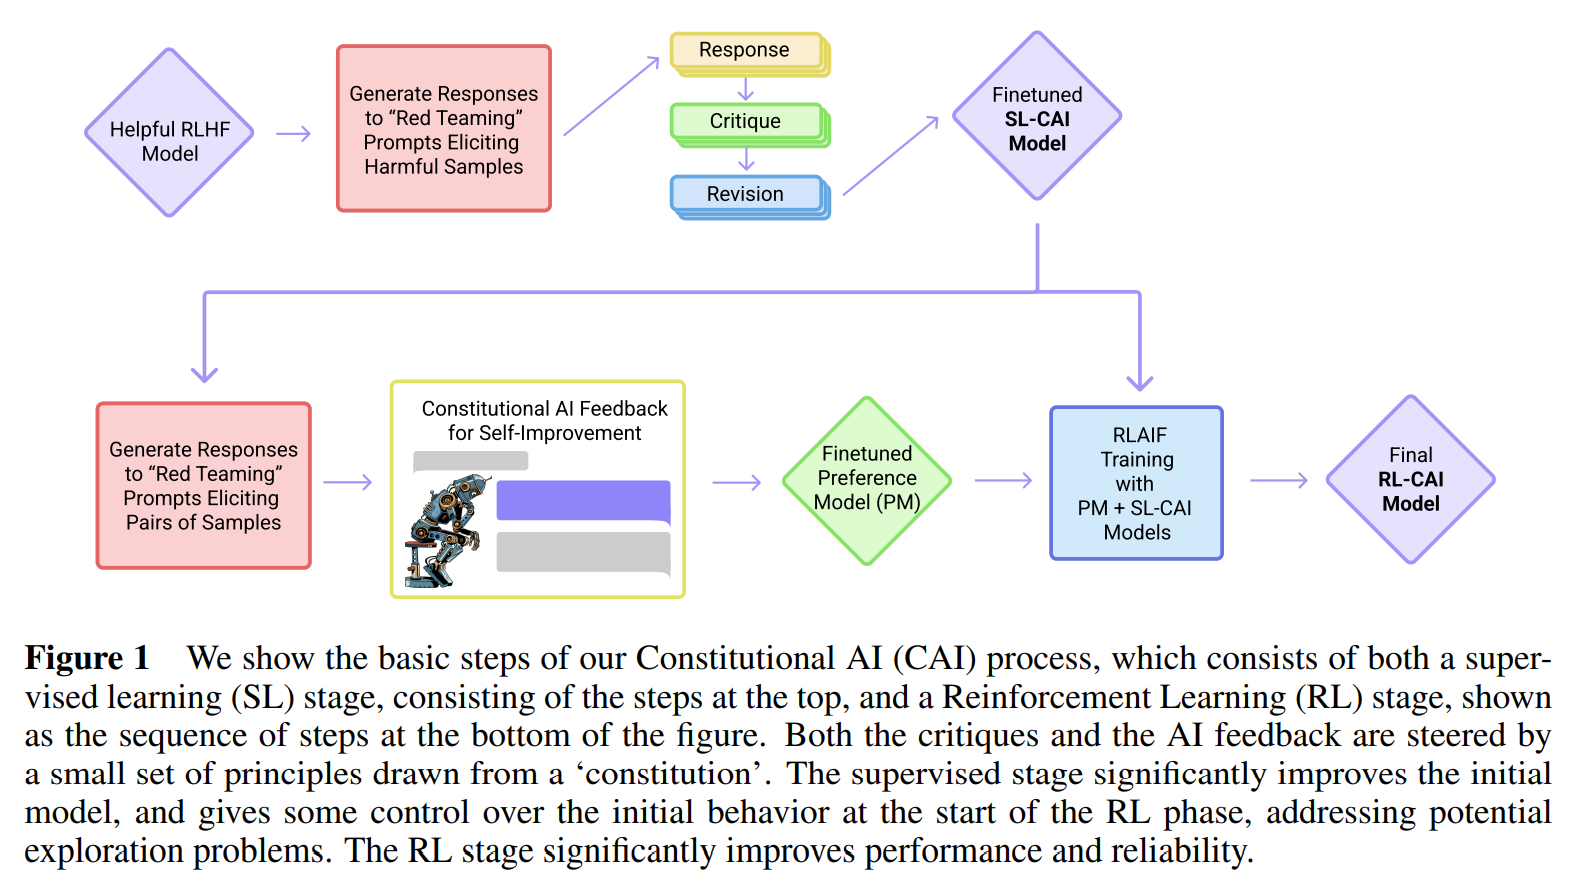 Helpful RLHF
Model
Generate Responses
to “Red Teaming”
Prompts Eliciting
Harmful Samples
Response
Critique
Revision
Finetuned
SL-CAI
Model
Generate Responses
to “Red Teaming”
Prompts Eliciting
Pairs of Samples
Constitutional AI Feedback
for Self-Improvement
Finetuned
Preference
Model (PM)
RLAIF
Training
with
PM + SL-CAI
Models
Final
RL-CAI
Model
Figure 1 We show the basic steps of our Constitutional AI (CAI) process, which consists of both a super-
vised learning (SL) stage, consisting of the steps at the top, and a Reinforcement Learning (RL) stage, shown
as the sequence of steps at the bottom of the figure. Both the critiques and the AI feedback are steered by
a small set of principles drawn from a ‘constitution’. The supervised stage significantly improves the initial
model, and gives some control over the initial behavior at the start of the RL phase, addressing potential
exploration problems. The RL stage significantly improves performance and reliability.